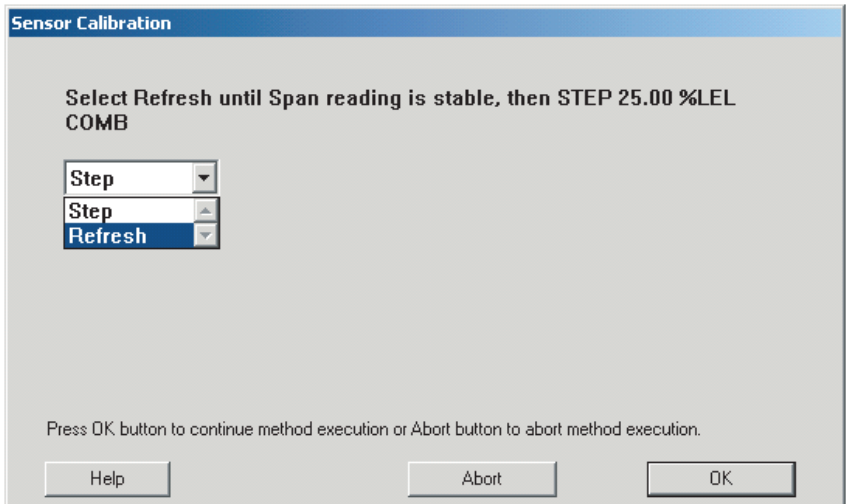 Sensor Calibration
Select Refresh until Span reading is stable, then STEP 25.00 %LEL
COMB
Step
Step
Refresh
Press OK button to continue method execution or Abort button to abort method execution.
Help Abort OK